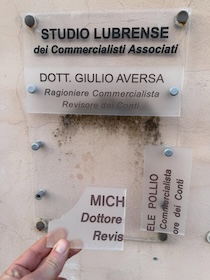 STUDIO LUBRENSE
dei Commercialisti Associati
DOTT. GIULIO AVERSA
Ragioniere Commercialista
Revisore dei Conti
MICH
Dottore
Revis
ELE POLLIO
Commercialista
ore dei Conti